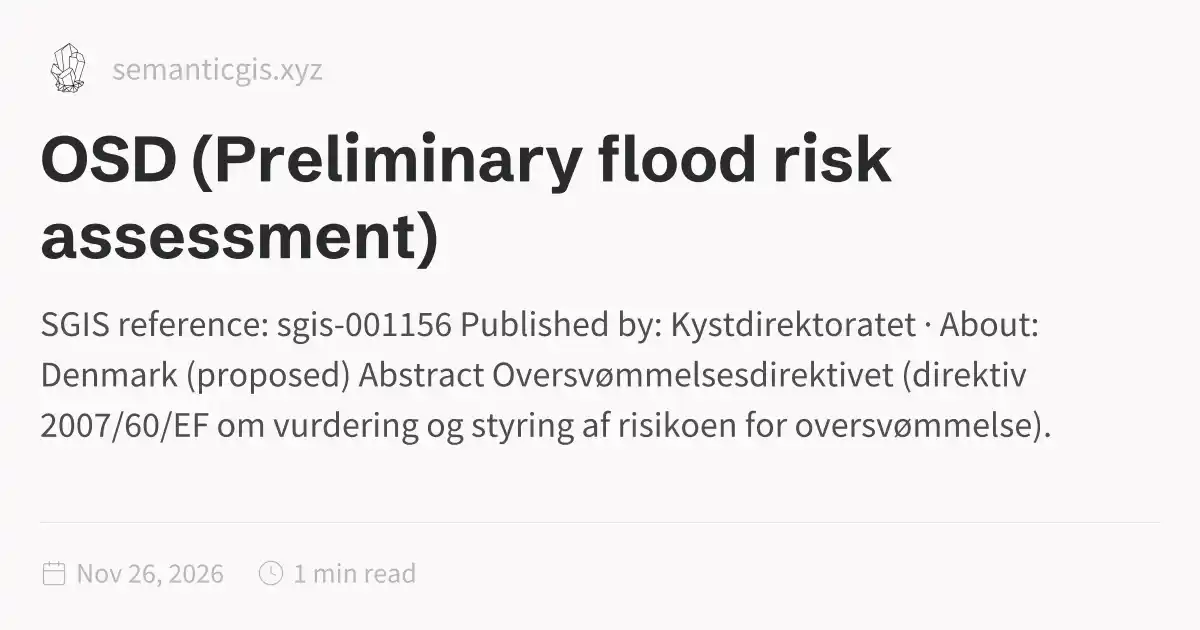 semanticgis.xyz
OSD (Preliminary flood risk
assessment)
SGIS reference: sgis-001156 Published by: Kystdirektoratet · About:
Denmark (proposed) Abstract Oversvømmelsesdirektivet (direktiv
2007/60/EF om vurdering og styring af risikoen for oversvømmelse).
Nov 26, 2026 1 min read